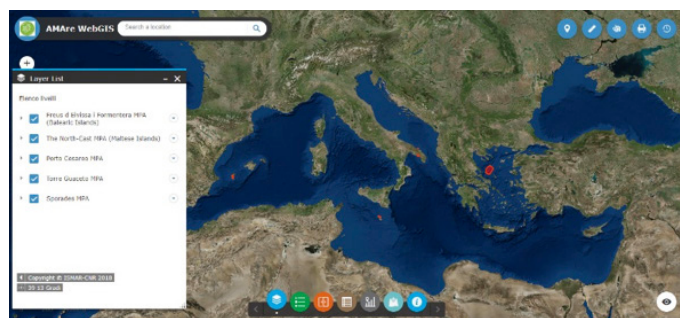 AMAre WebGIS
Search a location
Layer List
Elenco livelli
Freus d'Eivissa i Formentera MPA
(Balearic Islands)
The North-East MPA (Maltese Islands)
Porto Cesareo MPA
Torre Guaceto MPA
Sporades MPA
Copyright © ISMAR-CNR 2018
Gradi